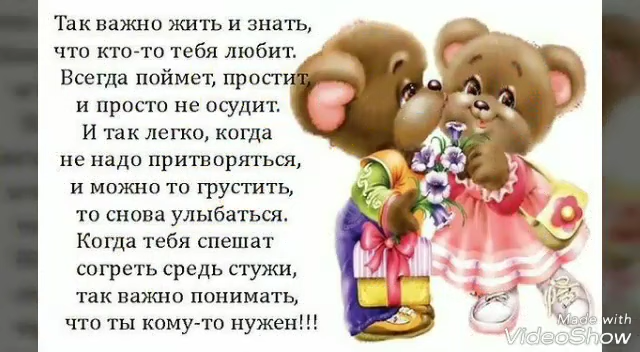 Так важно жить и знать,
что кто-то тебя любит.
Всегда поймет, простит,
и просто не осудит.
И так легко, когда
не надо притворяться,
и можно то грустить,
то снова улыбаться.
Когда тебя спешат
согреть средь стужи,
так важно понимать,
что ты кому-то нужен!!!
Made with
VideoShow